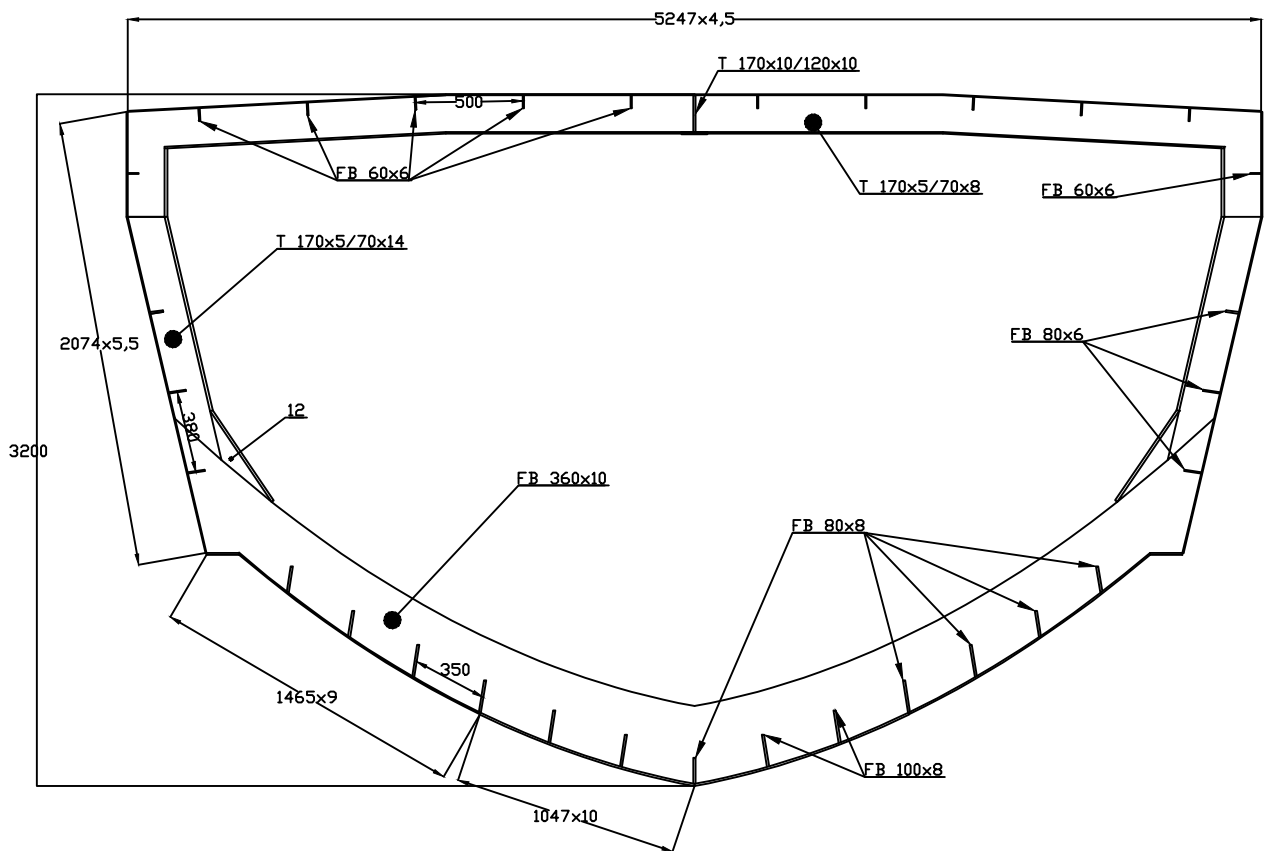 5247x4,5
T 170x10/120x10
500
FB 60x6
T 170x5/70x8
FB 60x6
T 170x5/70x14
2074x5,5
FB 80x6
12
380
3200
FB 360x10
FB 80x8
350
1465x9
FB 100x8
1047x10